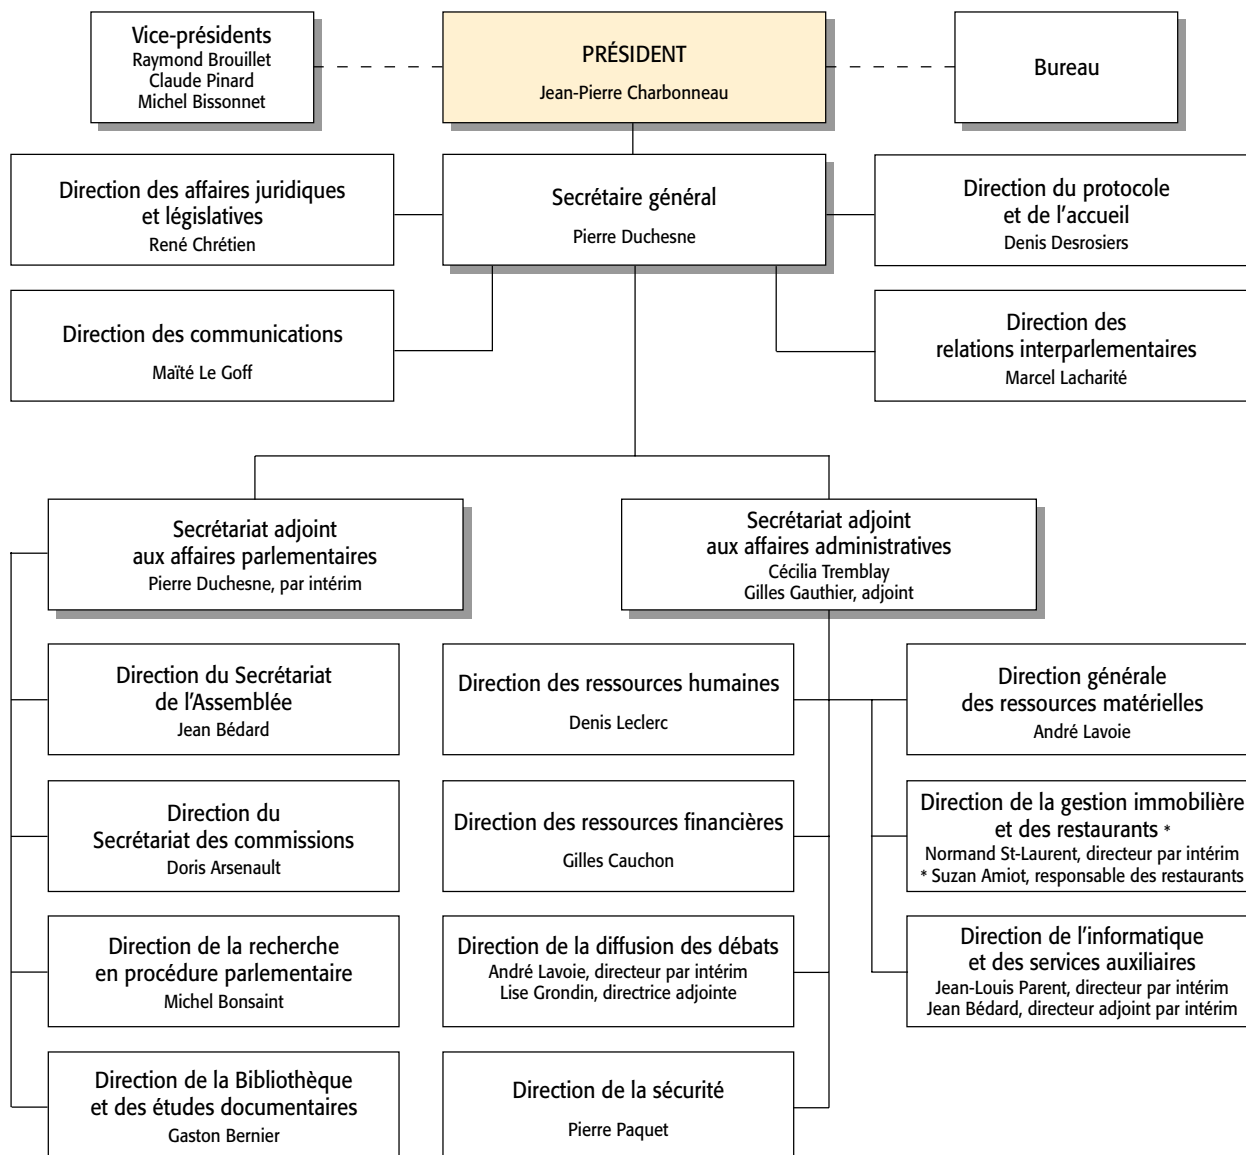 Vice-présidents
Raymond Brouillet
Claude Pinard
Michel Bissonnet
PRÉSIDENT
Jean-Pierre Charbonneau
Bureau
Direction des affaires juridiques
et législatives
René Chrétien
Secrétaire général
Pierre Duchesne
Direction du protocole
et de l'accueil
Denis Desrosiers
Direction des communications
Maïté Le Goff
Direction des
relations interparlementaires
Marcel Lacharité
Secrétariat adjoint
aux affaires parlementaires
Pierre Duchesne, par intérim
Secrétariat adjoint
aux affaires administratives
Cécilia Tremblay
Gilles Gauthier, adjoint
Direction du Secrétariat
de l'Assemblée
Jean Bédard
Direction des ressources humaines
Denis Leclerc
Direction générale
des ressources matérielles
André Lavoie
Direction du
Secrétariat des commissions
Doris Arsenault
Direction des ressources financières
Gilles Cauchon
Direction de la gestion immobilière
et des restaurants *
Normand St-Laurent, directeur par intérim
* Suzan Amiot, responsable des restaurants
Direction de la recherche
en procédure parlementaire
Michel Bonsaint
Direction de la diffusion des débats
André Lavoie, directeur par intérim
Lise Grondin, directrice adjointe
Direction de l'informatique
et des services auxiliaires
Jean-Louis Parent, directeur par intérim
Jean Bédard, directeur adjoint par intérim
Direction de la Bibliothèque
et des études documentaires
Gaston Bernier
Direction de la sécurité
Pierre Paquet